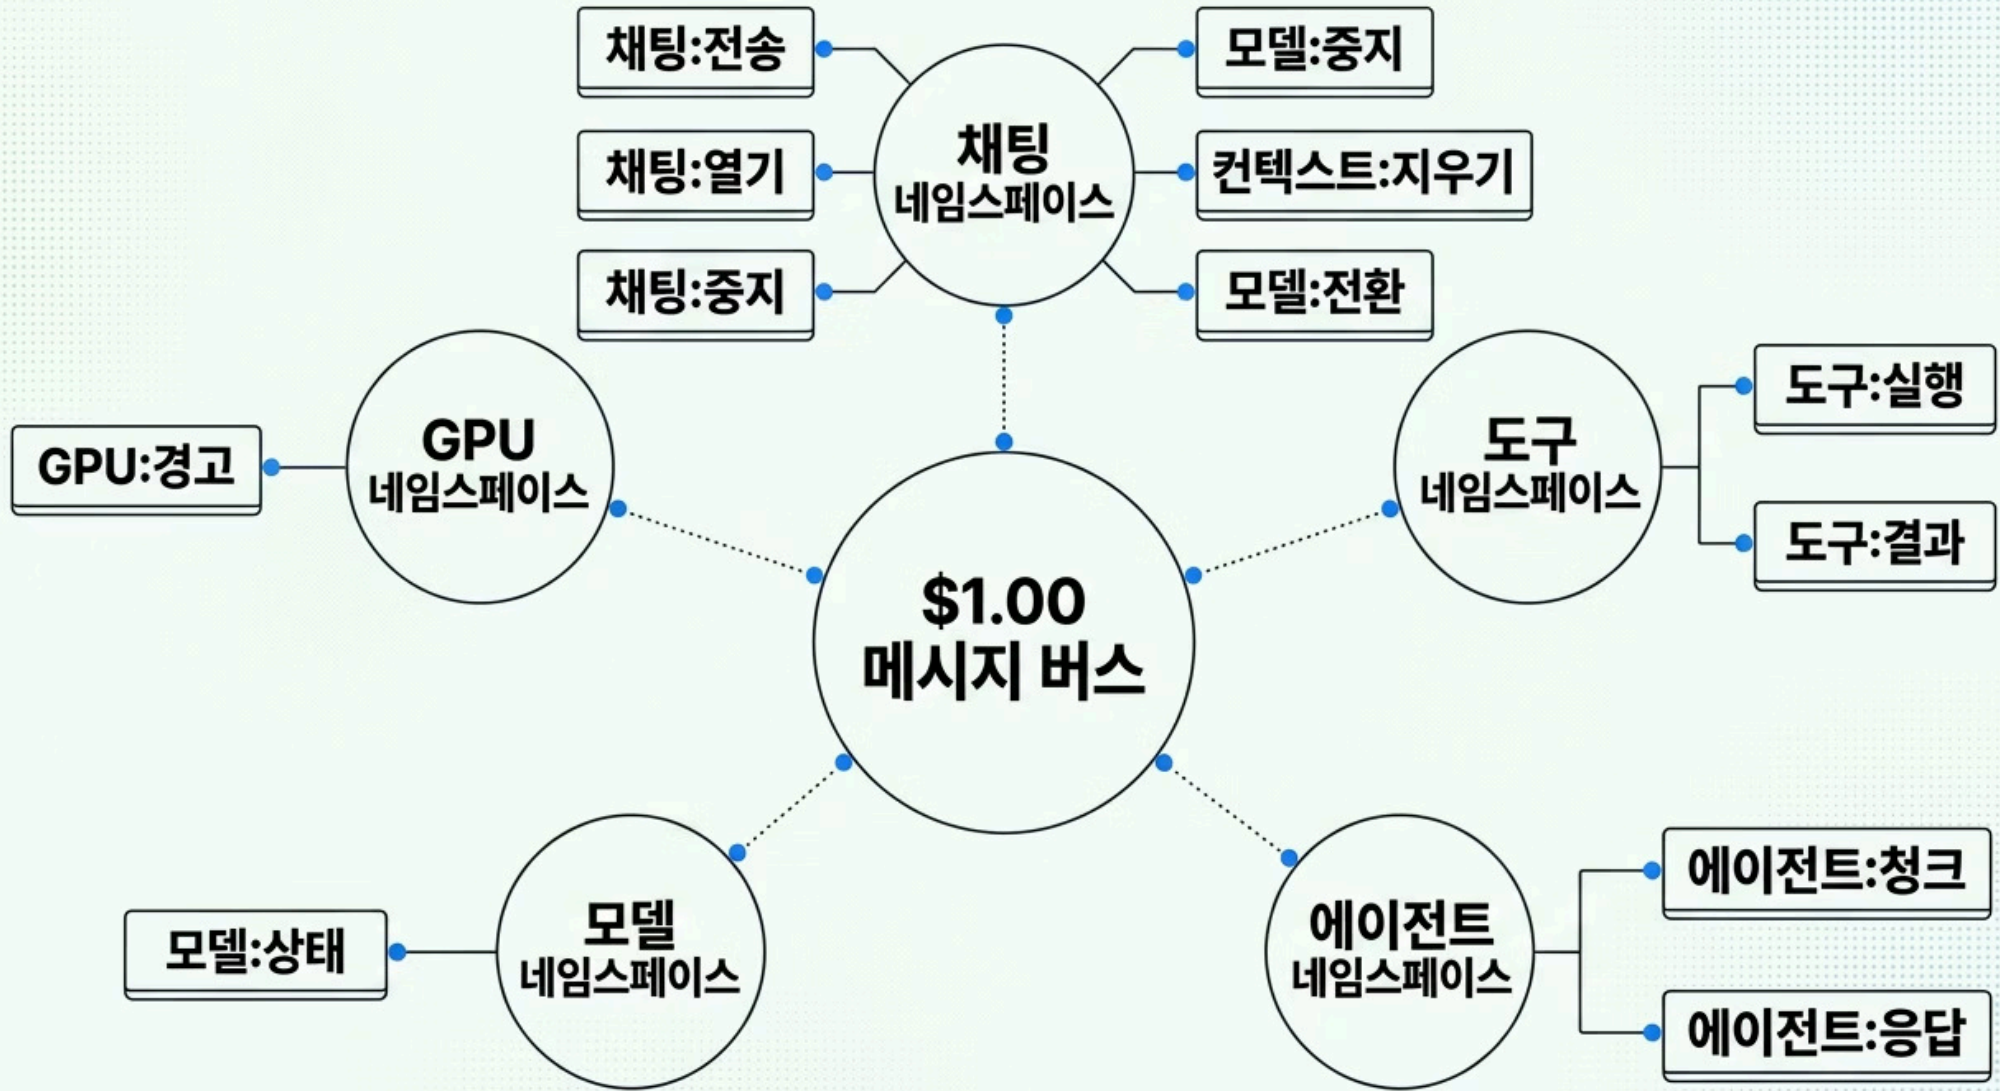 채팅:전송
채팅:열기
채팅:중지
채팅
네임스페이스
모델:중지
컨텍스트:지우기
모델:전환
GPU:경고
GPU
네임스페이스
도구
네임스페이스
도구:실행
도구:결과
$1.00
메시지 버스
모델:상태
모델
네임스페이스
에이전트
네임스페이스
에이전트:청크
에이전트:응답